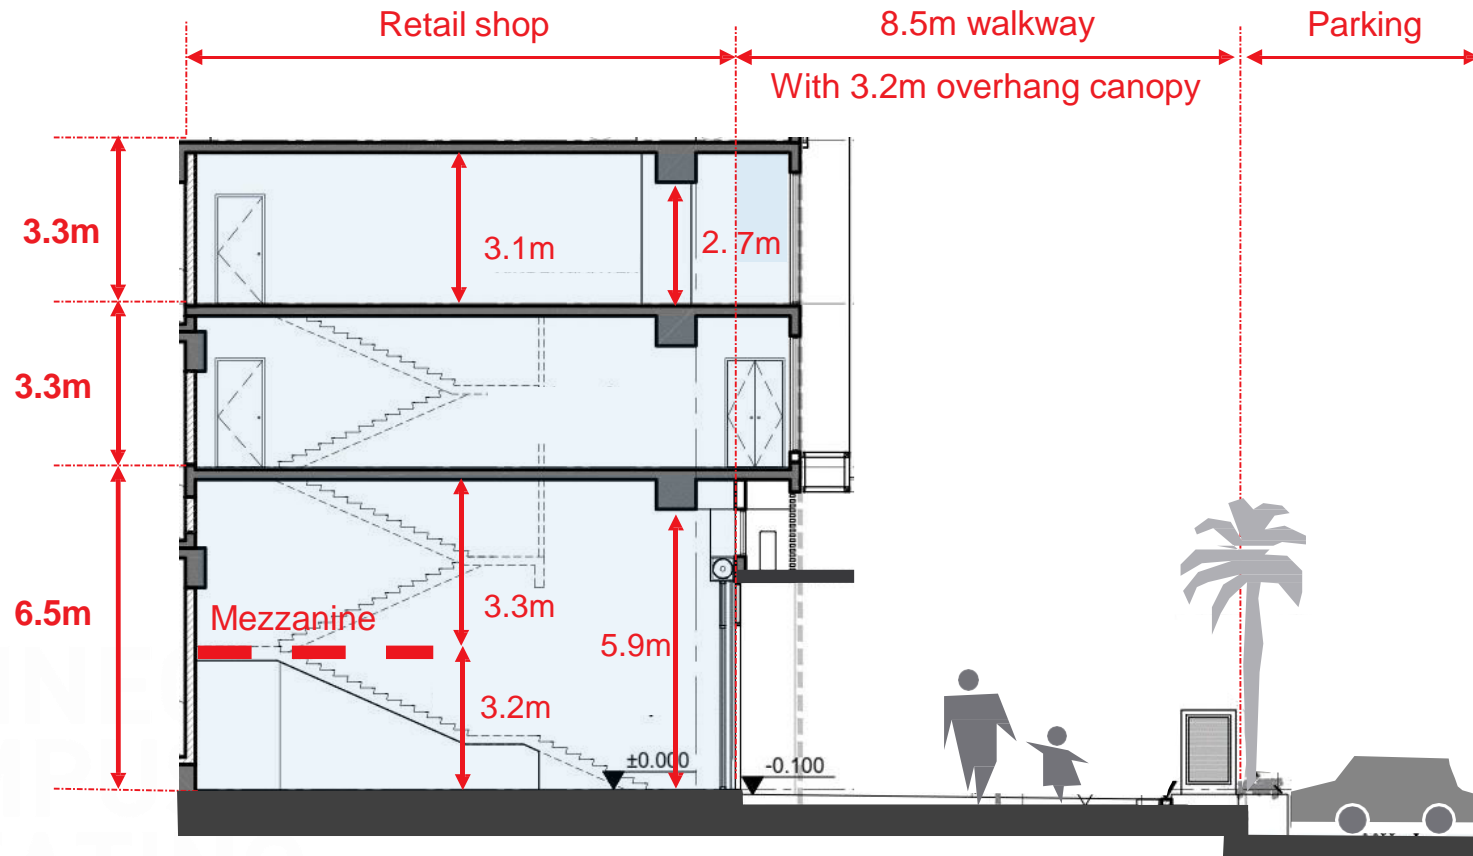 Retail shop
8.5m walkway
Parking
With 3.2m overhang canopy
3.3m
3.1m
2. 7m
3.3m
6.5m
Mezzanine
3.3m
5.9m
3.2m
±0.000
-0.100